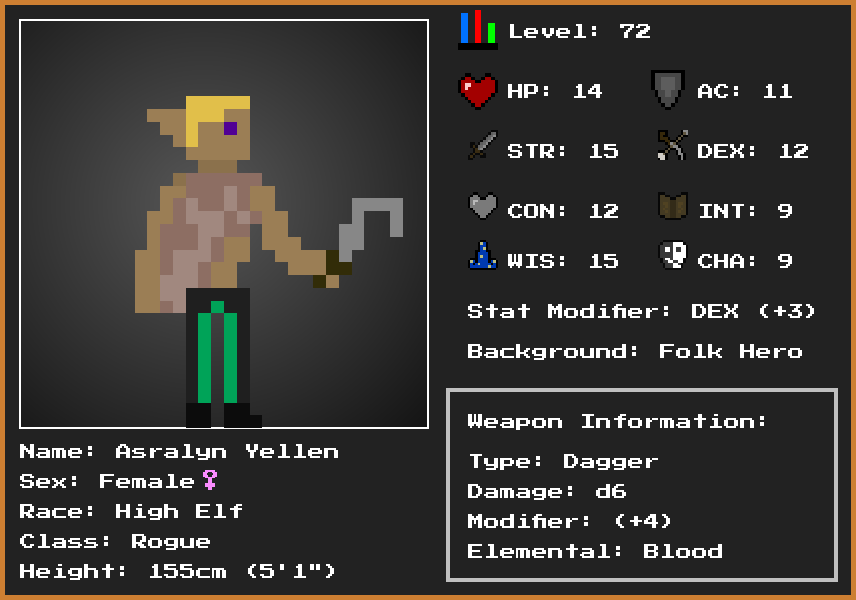 Level: 72
HP: 14 AC: 11
STR: 15 DEX: 12
CON: 12 INT: 9
WIS: 15 CHA: 9
Stat Modifier: DEX (+3)
Background: Folk Hero
Weapon Information:
Type: Dagger
Damage: d6
Modifier: (+4)
Elemental: Blood
Name: Asralyn Yellen
Sex: Female♀
Race: High Elf
Class: Rogue
Height: 155cm (5'1")